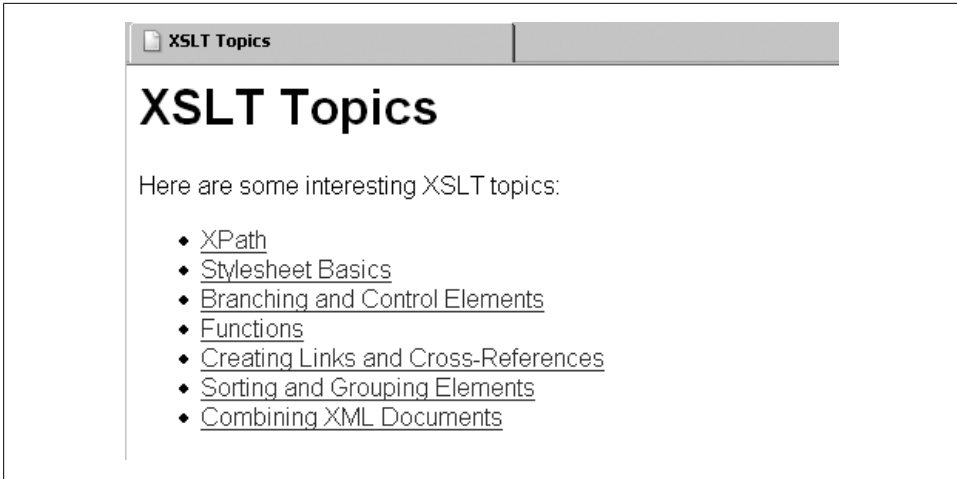 XSLT Topics
XSLT Topics
Here are some interesting XSLT topics:
• XPath
• Stylesheet Basics
• Branching and Control Elements
• Functions
• Creating Links and Cross-References
• Sorting and Grouping Elements
• Combining XML Documents